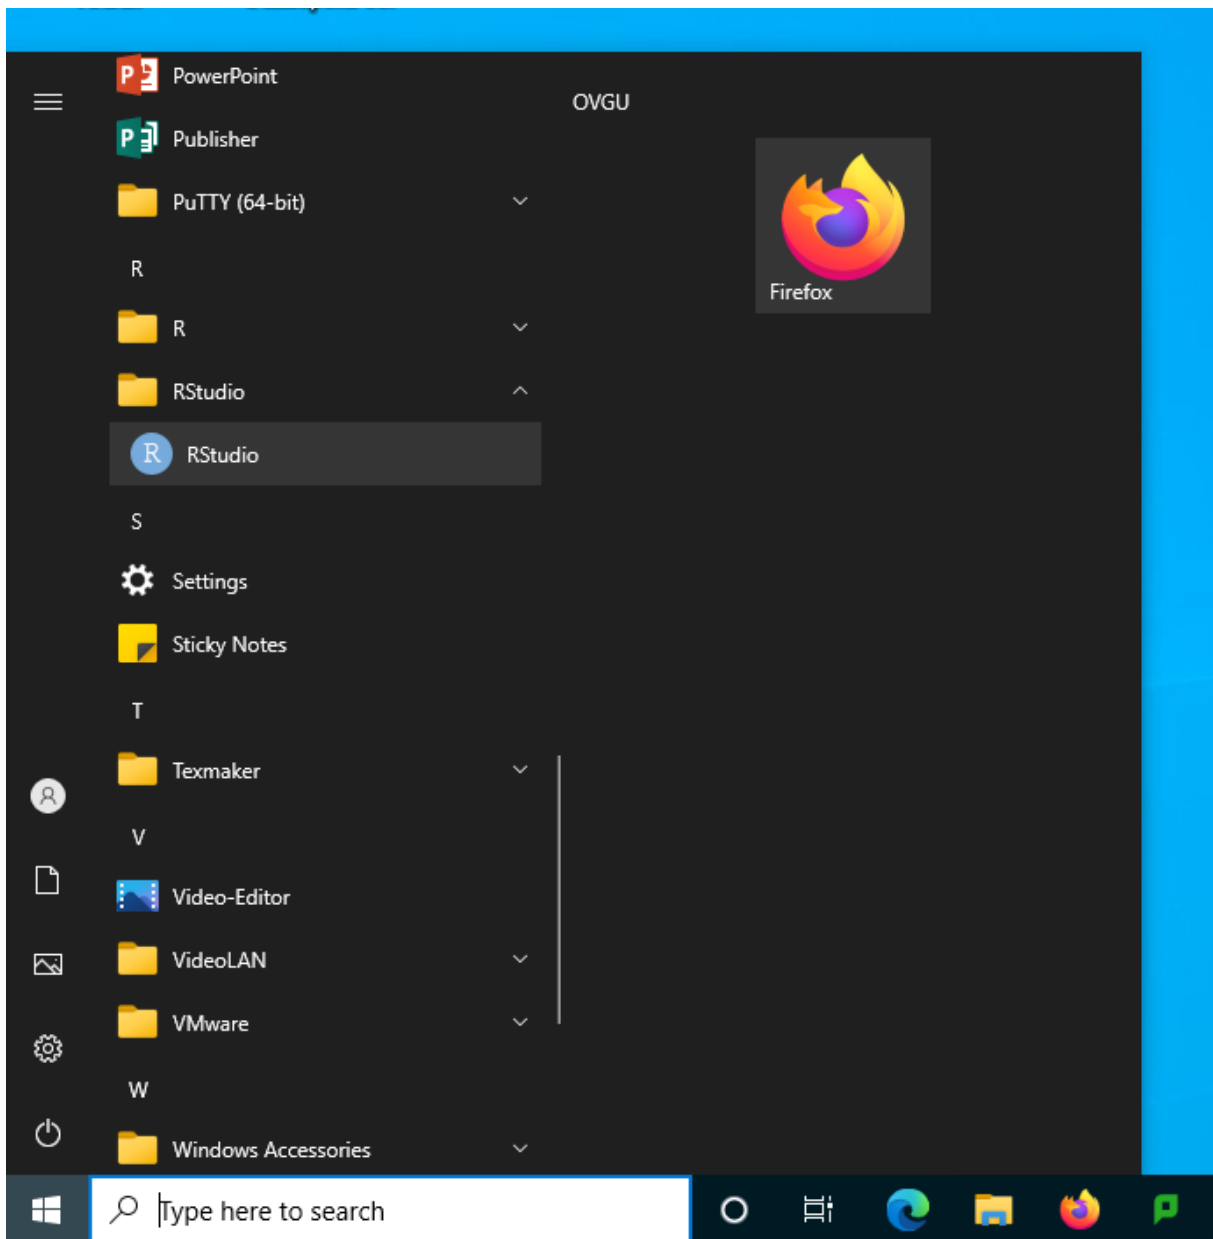 PowerPoint
Publisher
PuTTY (64-bit)
R
R
RStudio
RStudio
S
Settings
Sticky Notes
T
Texmaker
V
Video-Editor
VideoLAN
VMware
W
Windows Accessories
OVGU
Firefox
Type here to search